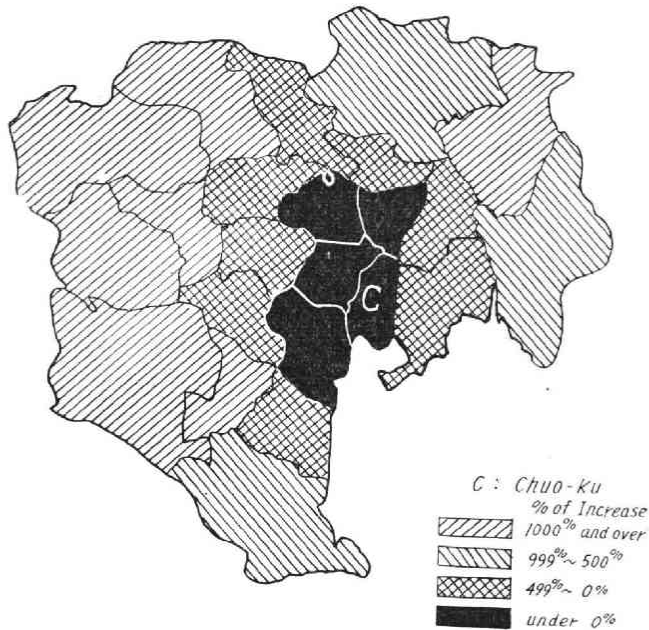 C
C : Chuo-Ku
% of Increase
1000% and over
999%~500%
499%~ 0%
under 0%